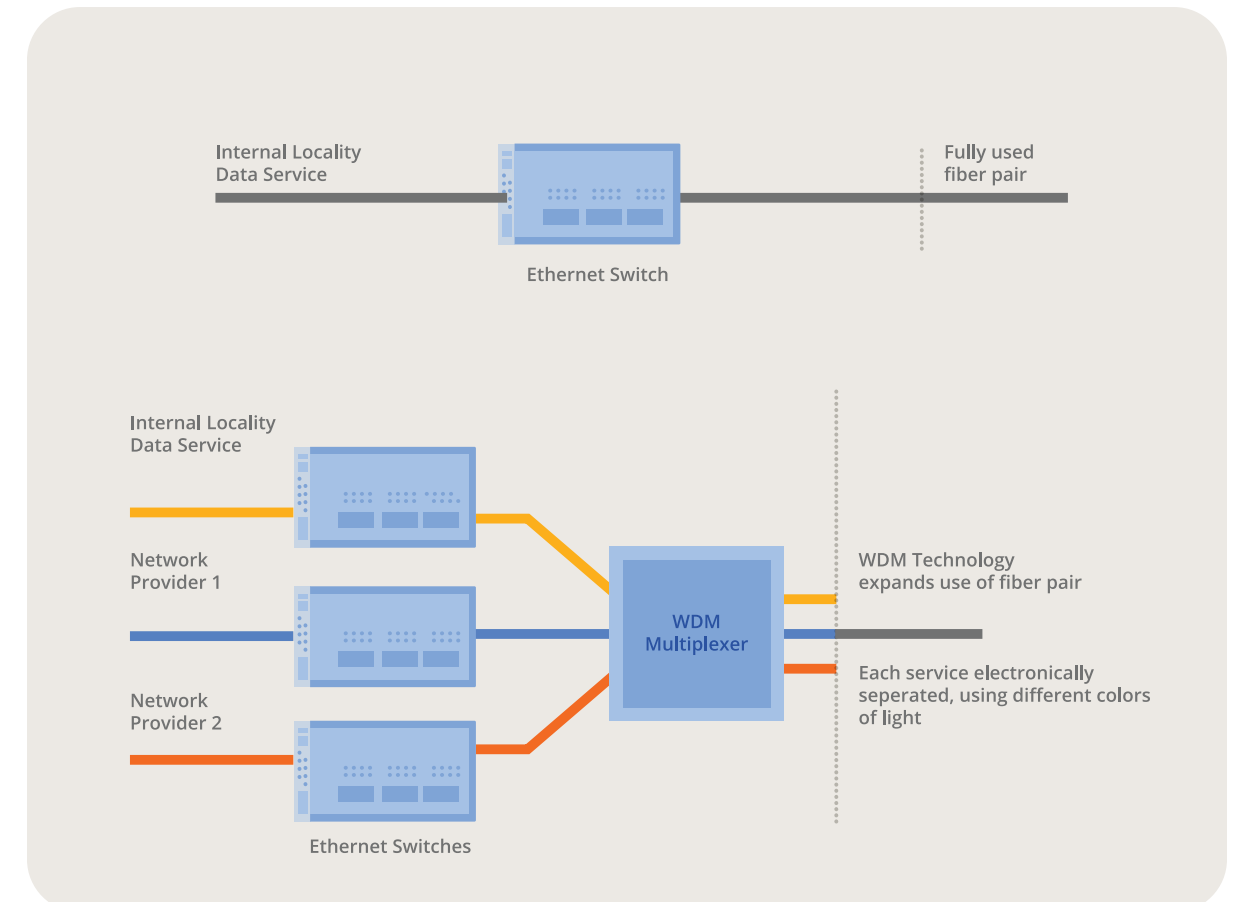 Internal Locality
Data Service
Fully used
fiber pair
Ethernet Switch
Internal Locality
Data Service
Network
Provider 1
WDM
Multiplexer
WDM Technology
expands use of fiber pair
Each service electronically
seperated, using different colors
of light
Network
Provider 2
Ethernet Switches